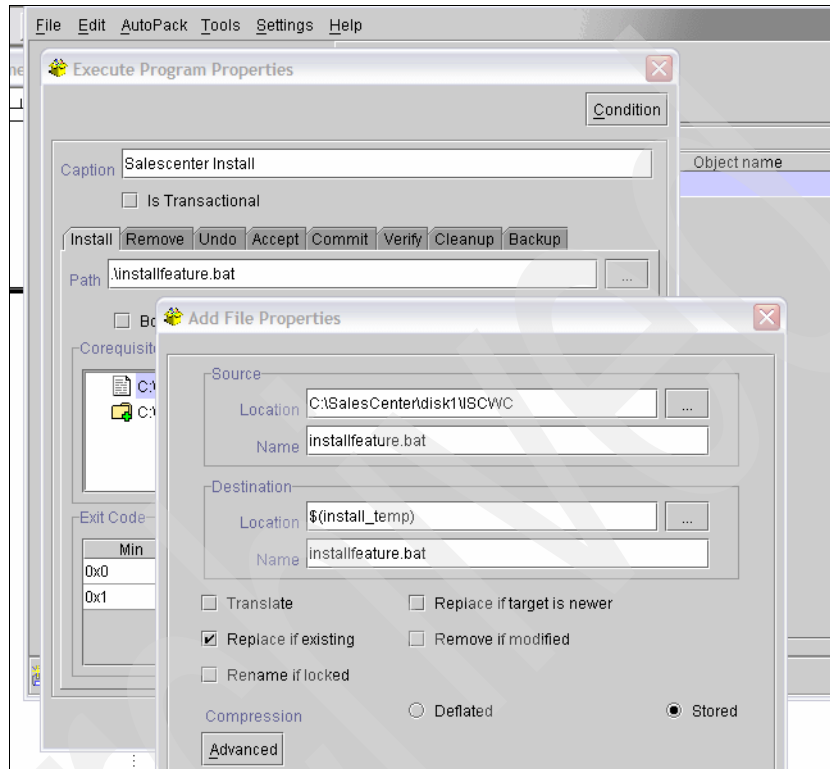 File Edit AutoPack Tools Settings Help
Execute Program Properties
Condition
Caption Salescenter Install
Object name
Is Transactional
Install Remove Undo Accept Commit Verify Cleanup Backup
Path .\installfeature.bat ...
Add File Properties
Corequisit
C:\
C:\
Source
Location C:\SalesCenter\disk1\ISCWC ...
Name installfeature.bat
Destination
Location $(install_temp) ...
Name installfeature.bat
Exit Code
Min
0x0
0x1
Translate Replace if target is newer
Replace if existing Remove if modified
Rename if locked
Compression Deflated Stored
Advanced